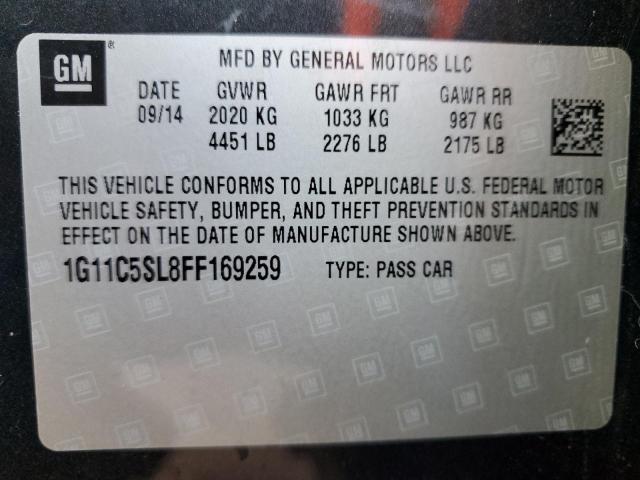 GM ®
MFD BY GENERAL MOTORS LLC
DATE GVWR GAWR FRT GAWR RR
09/14 2020 KG 1033 KG 987 KG
4451 LB 2276 LB 2175 LB
THIS VEHICLE CONFORMS TO ALL APPLICABLE U.S. FEDERAL MOTOR
VEHICLE SAFETY, BUMPER, AND THEFT PREVENTION STANDARDS IN
EFFECT ON THE DATE OF MANUFACTURE SHOWN ABOVE.
1G11C5SL8FF169259 TYPE: PASS CAR